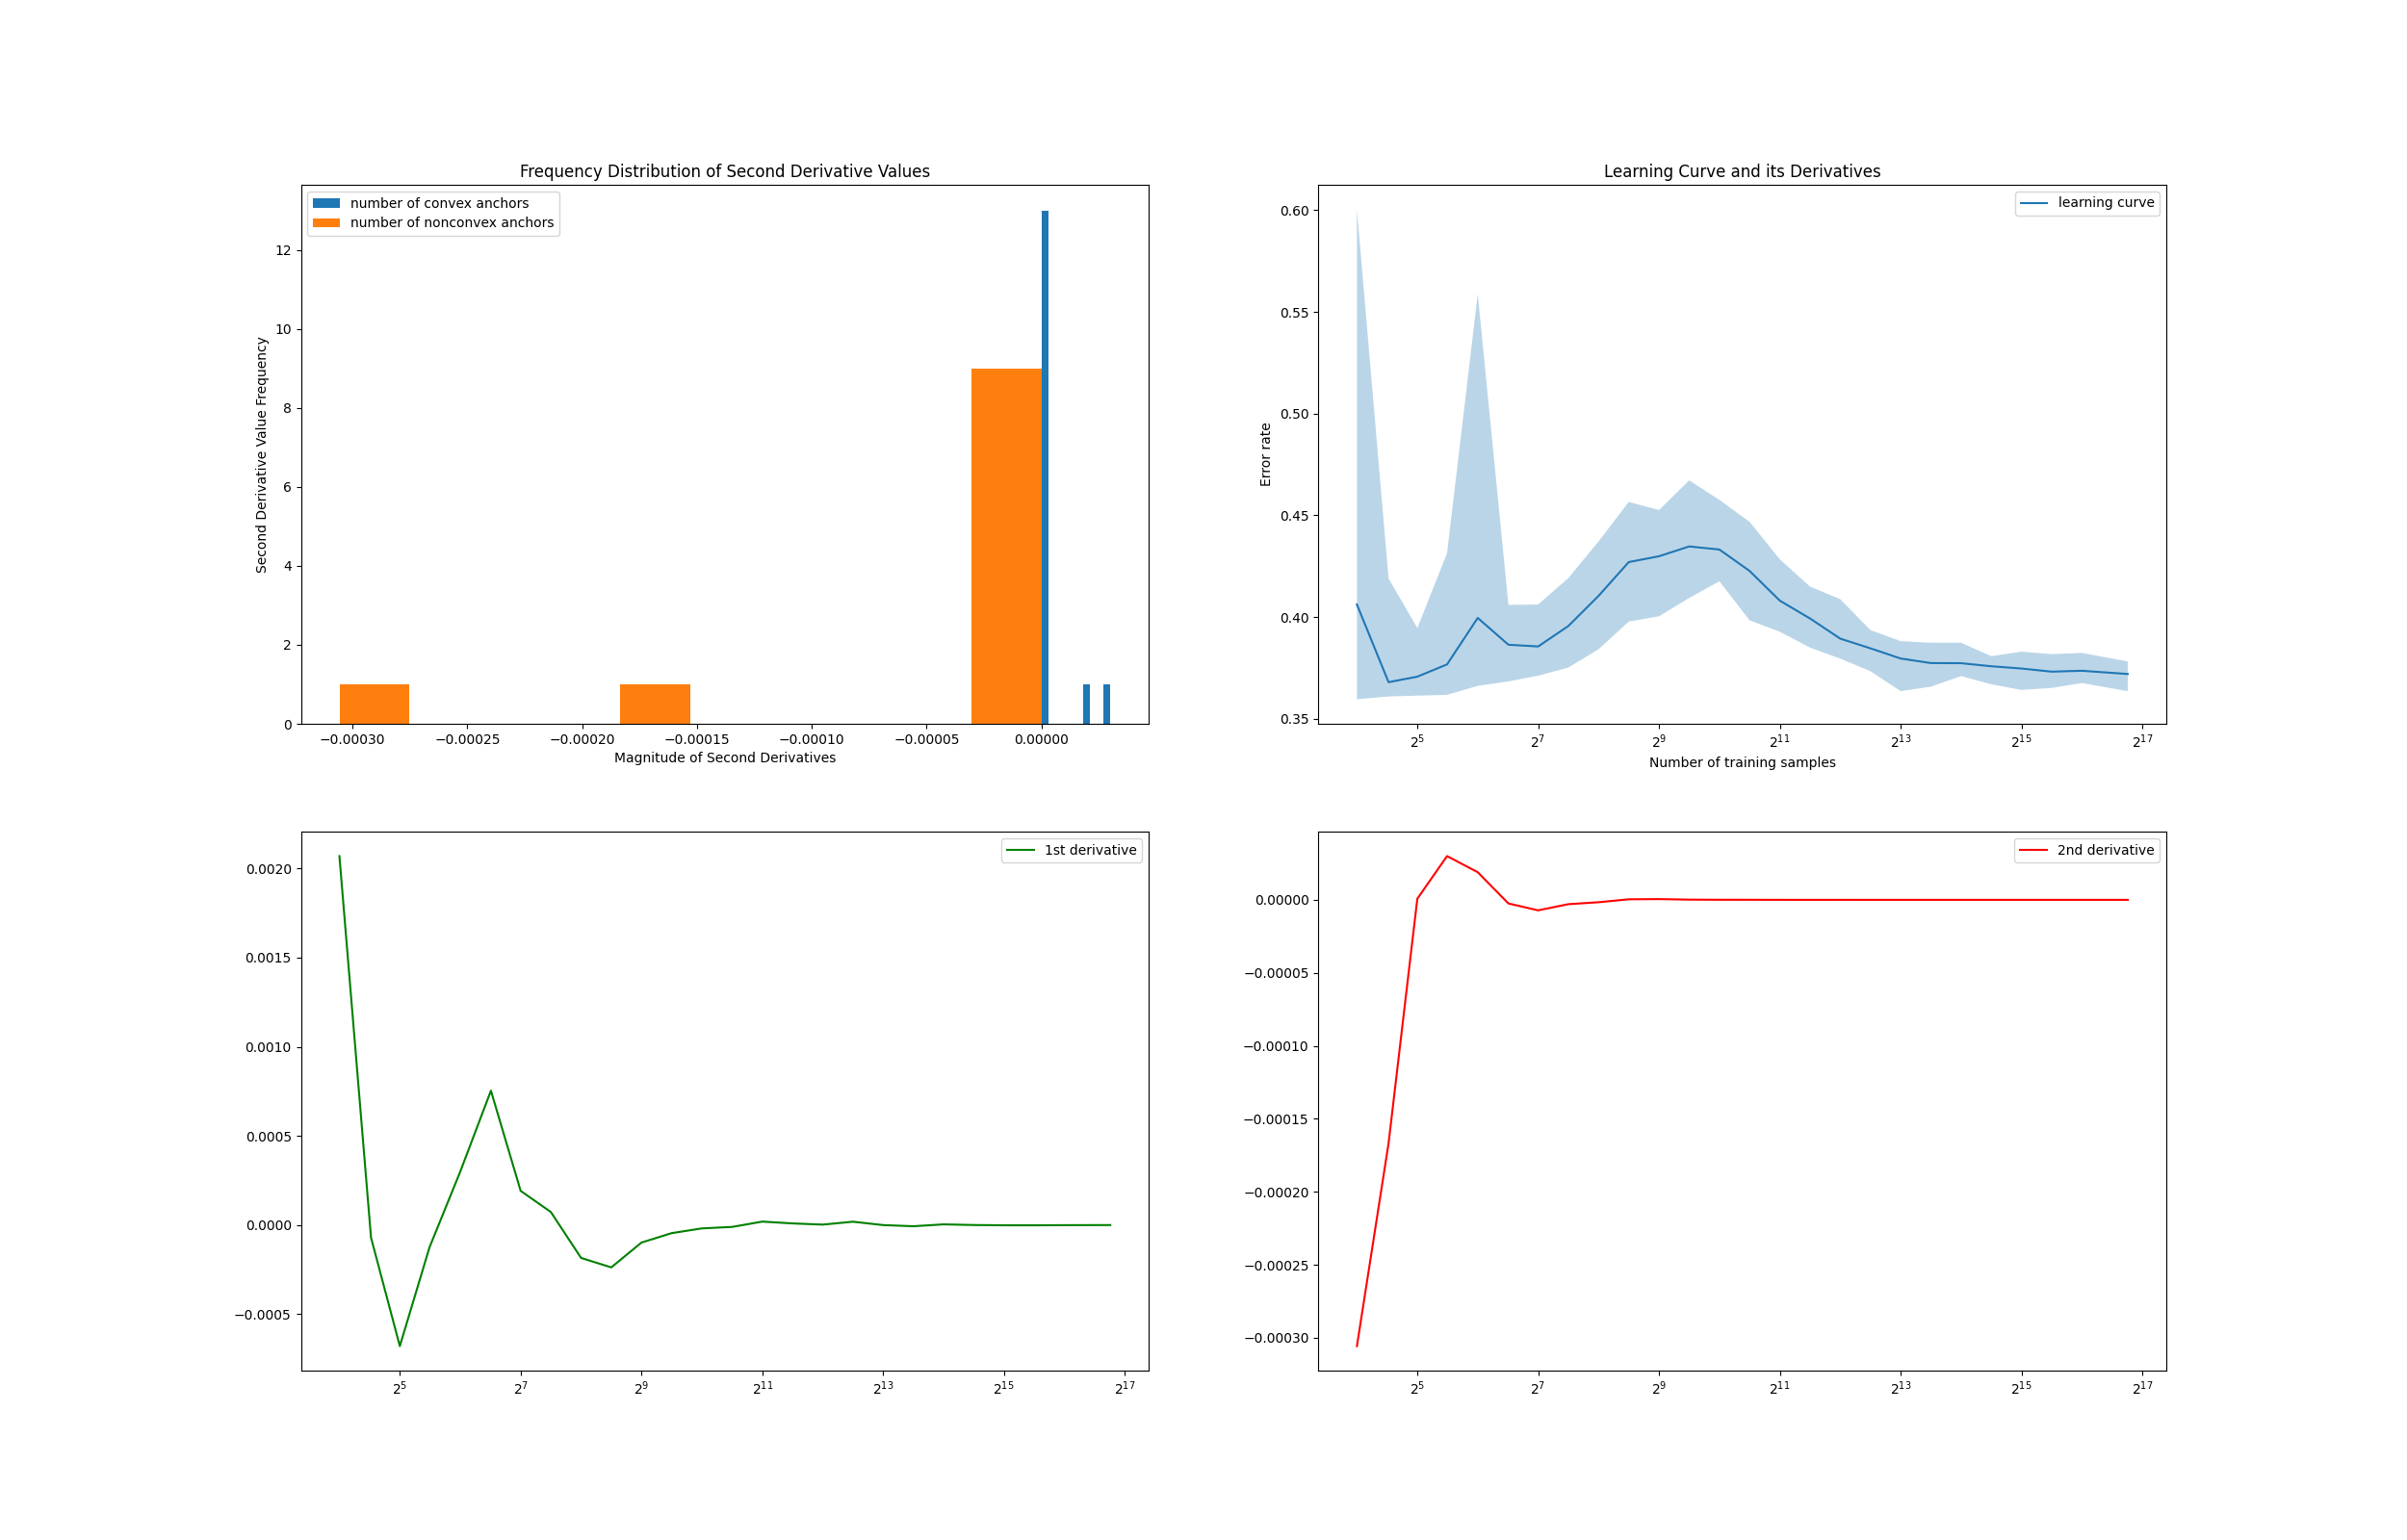 Frequency Distribution of Second Derivative Values
number of convex anchors
number of nonconvex anchors
12
10
8
6
4
2
0
Second Derivative Value Frequency
−0.00030 −0.00025 −0.00020 −0.00015 −0.00010 −0.00005 0.00000
Magnitude of Second Derivatives
Learning Curve and its Derivatives
learning curve
0.60
0.55
0.50
0.45
0.40
0.35
Error rate
2^5 2^7 2^9 2^11 2^13 2^15 2^17
Number of training samples
1st derivative
0.0020
0.0015
0.0010
0.0005
0.0000
−0.0005
2^5 2^7 2^9 2^11 2^13 2^15 2^17
2nd derivative
0.00000
−0.00005
−0.00010
−0.00015
−0.00020
−0.00025
−0.00030
2^5 2^7 2^9 2^11 2^13 2^15 2^17